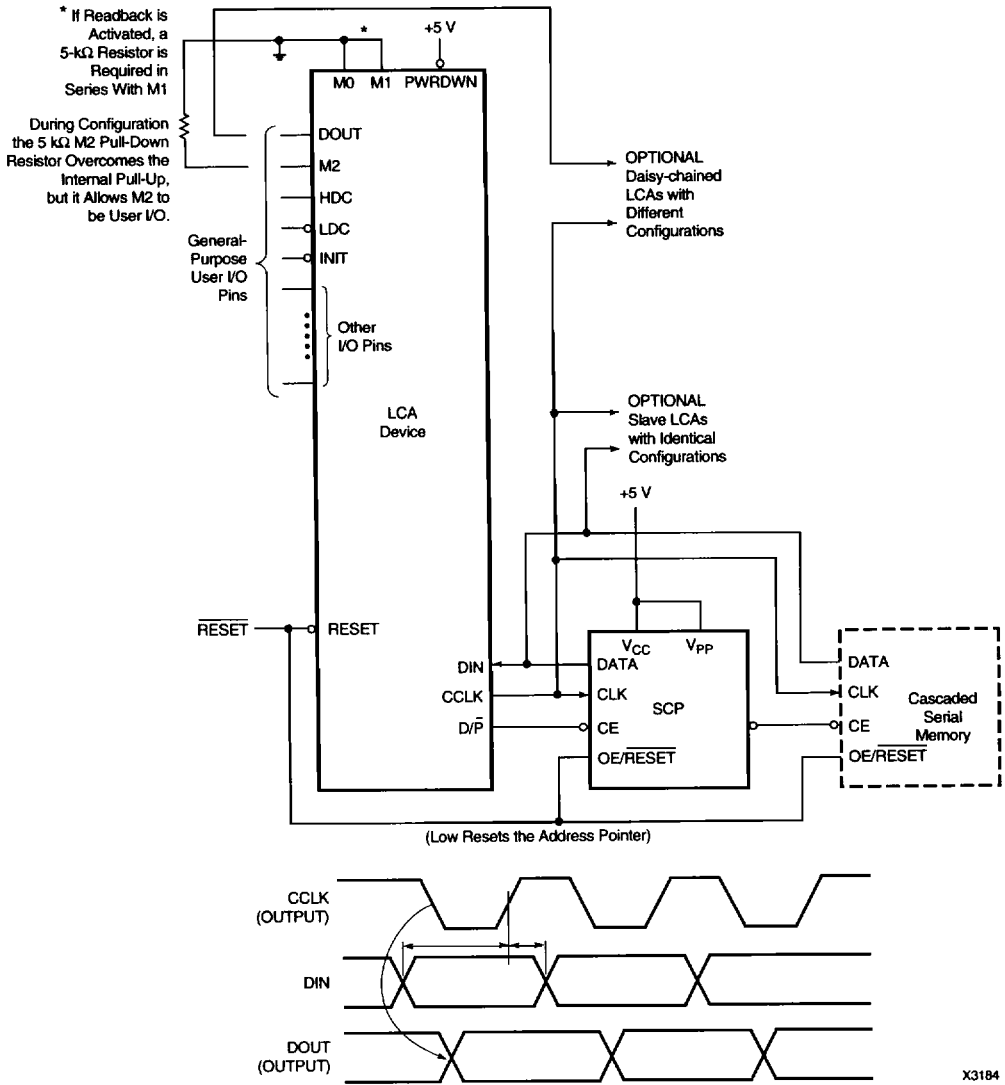 * If Readback is
Activated, a
5-kΩ Resistor is
Required in
Series With M1
During Configuration
the 5 kΩ M2 Pull-Down
Resistor Overcomes the
Internal Pull-Up,
but it Allows M2 to
be User I/O.
*
+5 V
M0 M1 PWRDWN
DOUT
M2
HDC
LDC
INIT
General-
Purpose
User I/O
Pins
Other
I/O Pins
LCA
Device
OPTIONAL
Daisy-chained
LCAs with
Different
Configurations
OPTIONAL
Slave LCAs
with Identical
Configurations
+5 V
RESET
RESET
DIN
CCLK
D/P
VCC VPP
DATA
CLK
SCP
CE
OE/RESET
DATA
CLK
Cascaded
Serial
Memory
CE
OE/RESET
(Low Resets the Address Pointer)
CCLK
(OUTPUT)
DIN
DOUT
(OUTPUT)
X3184